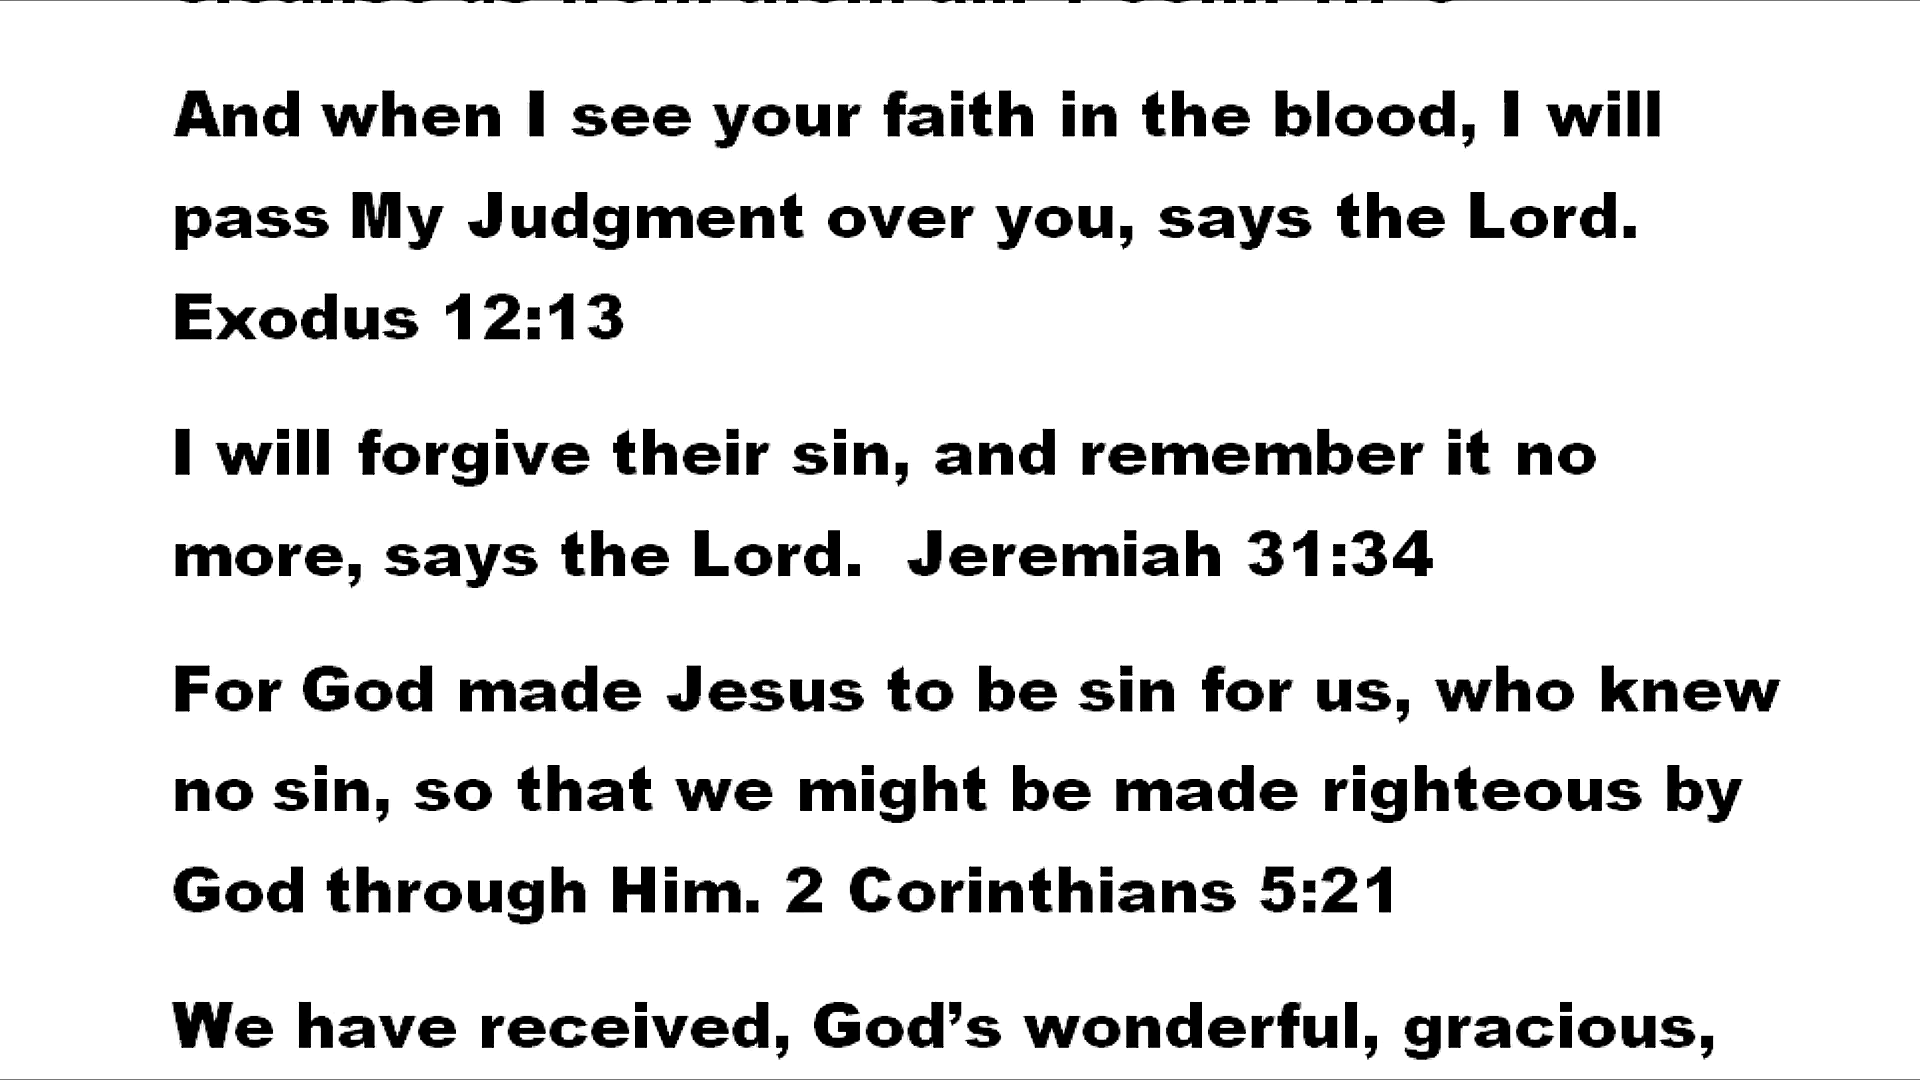 And when I see your faith in the blood, I will
pass My Judgment over you, says the Lord.
Exodus 12:13
I will forgive their sin, and remember it no
more, says the Lord.  Jeremiah 31:34
For God made Jesus to be sin for us, who knew
no sin, so that we might be made righteous by
God through Him. 2 Corinthians 5:21
We have received, God’s wonderful, gracious,